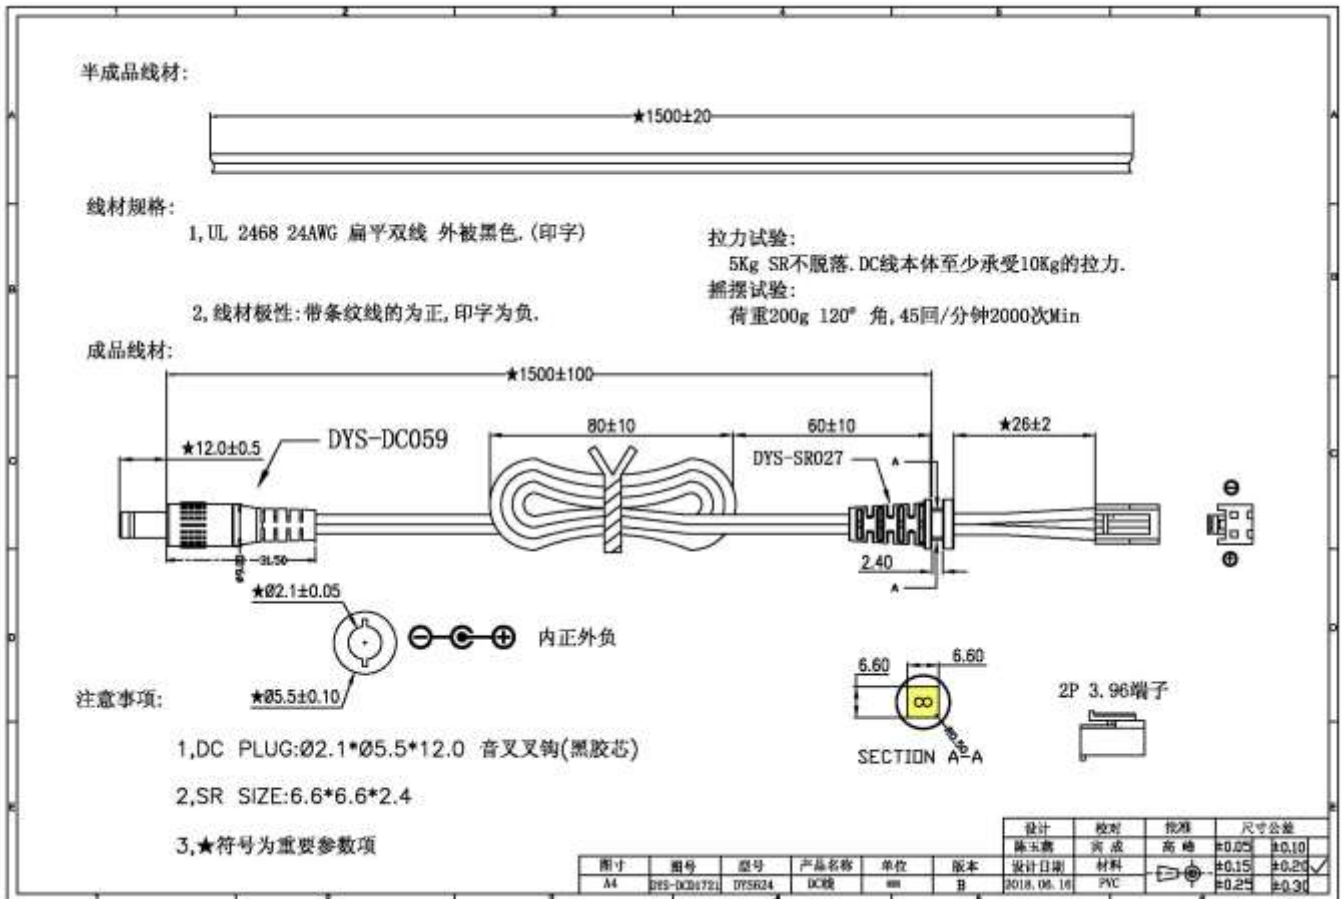 半成品线材:
★1500±20
线材规格:
1,UL 2468 24AWG 扁平双线 外被黑色.(印字)
2,线材极性:带条纹线的为正,印字为负.
拉力试验:
5Kg SR不脱落.DC线本体至少承受10Kg的拉力.
摇摆试验:
荷重200g 120° 角,45回/分钟2000次Min
成品线材:
★1500±100
★12.0±0.5
DYS-DC059
80±10
60±10
★26±2
DYS-SR027
A
2.40
A
31.50
★Ø2.1±0.05
内正外负
★Ø5.5±0.10
6.60
6.60
SECTION A-A
2P 3.96端子
注意事项:
1,DC PLUG:Ø2.1*Ø5.5*12.0 音叉叉钩(黑胶芯)
2,SR SIZE:6.6*6.6*2.4
3,★符号为重要参数项
设计 校对 批准 尺寸公差
±0.05 ±0.10
图寸 图号 型号 产品名称 单位 版本 设计日期 材料 ±0.15 ±0.20
A4 DYS624 DC线 mm B 2018.06.16 PVC ±0.25 ±0.30